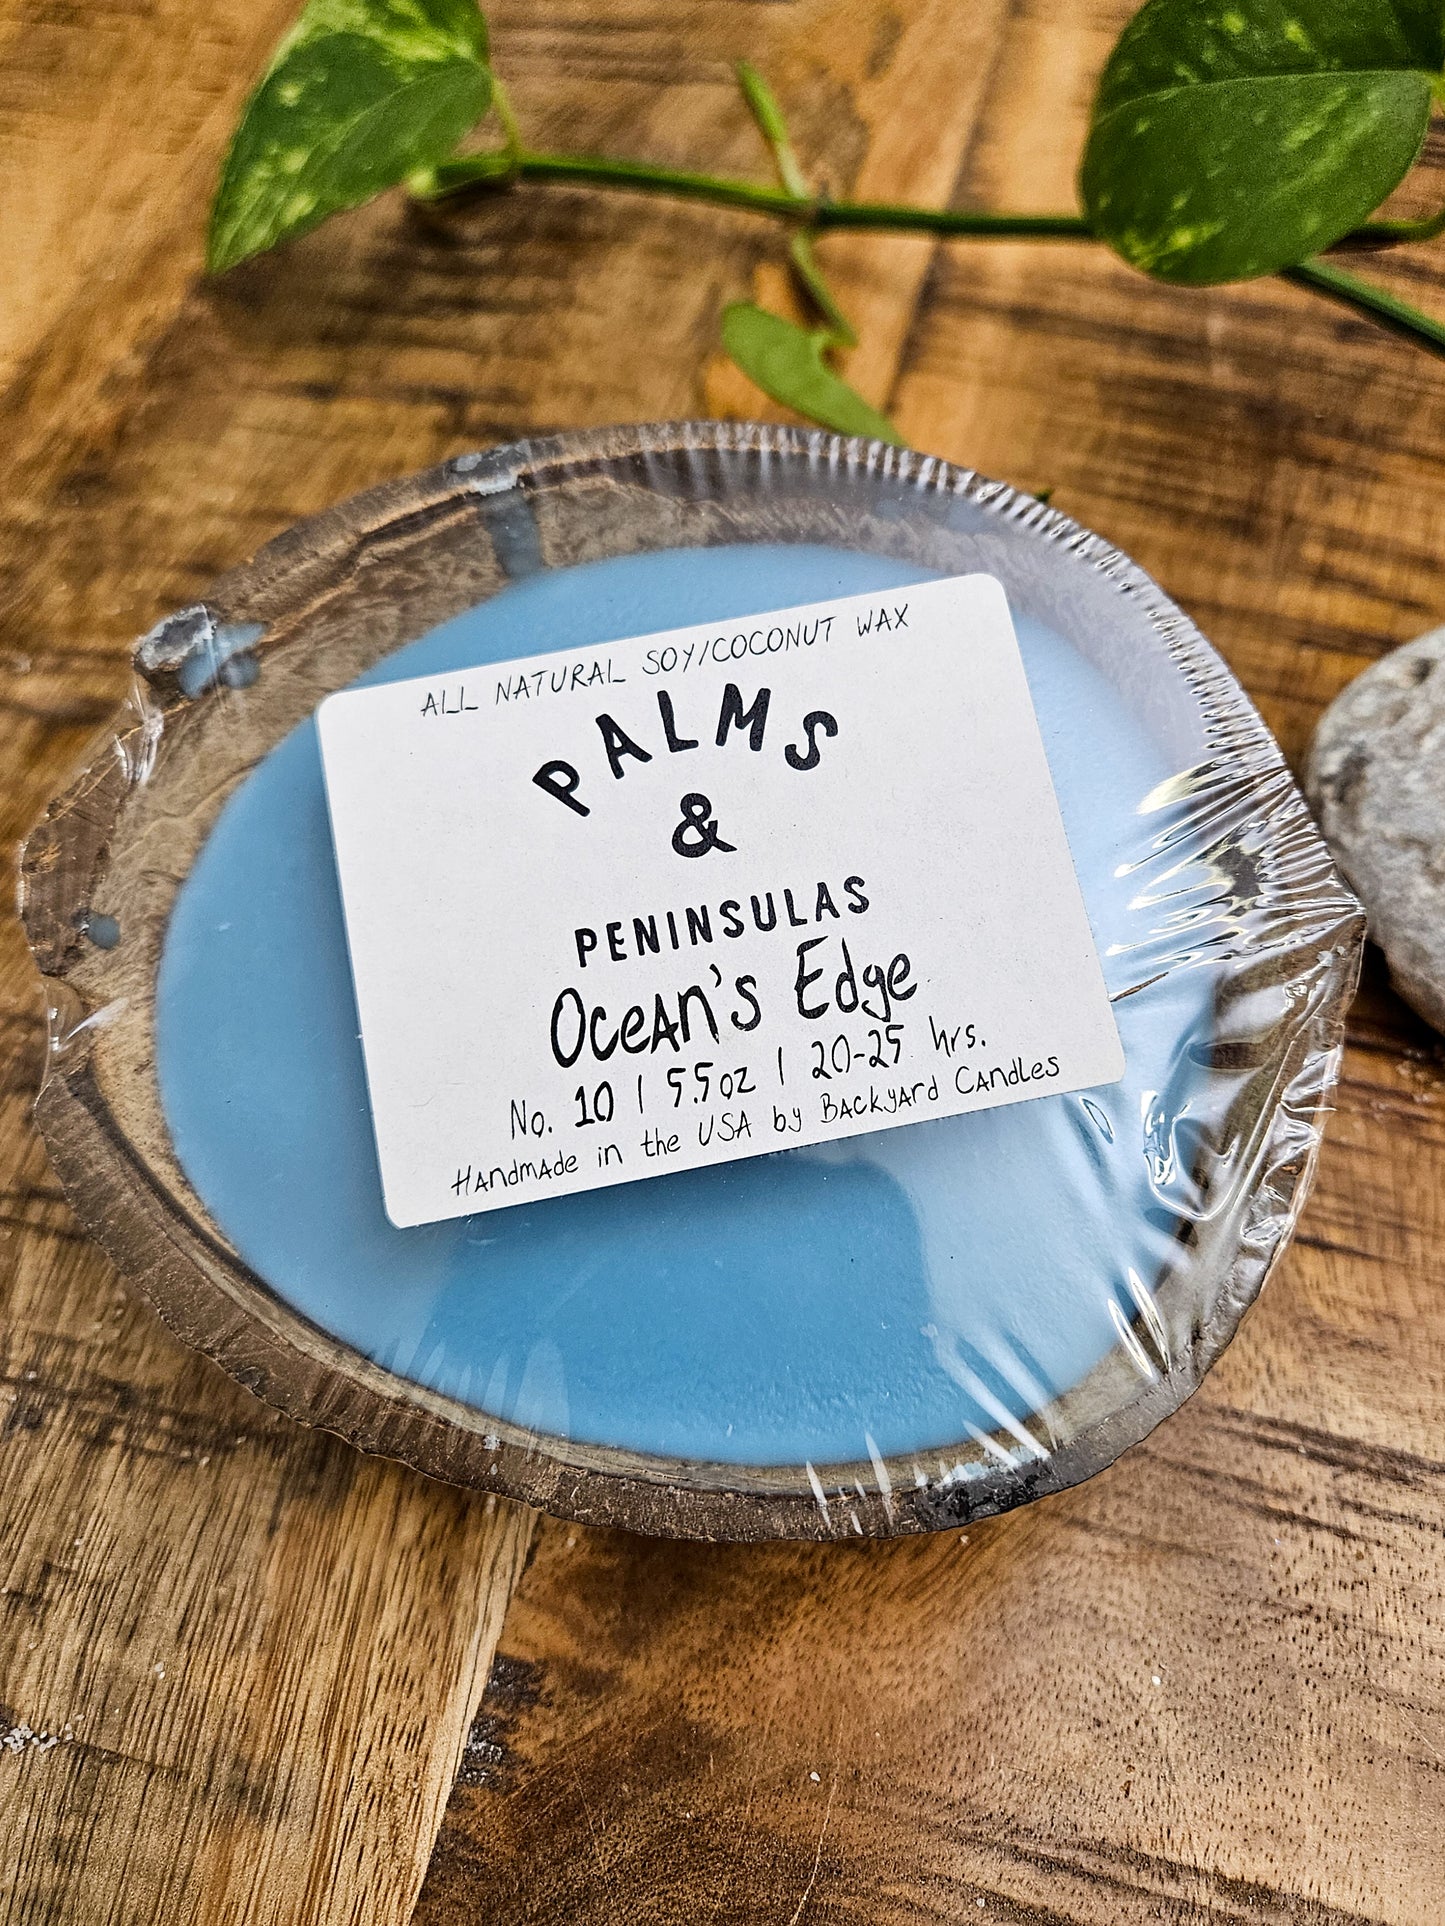 ALL NATURAL SOY/COCONUT WAX
PALMS
&
PENINSULAS
Ocean's Edge
No. 10 | 5.5oz | 20-25 hrs.
Handmade in the USA by Backyard Candles